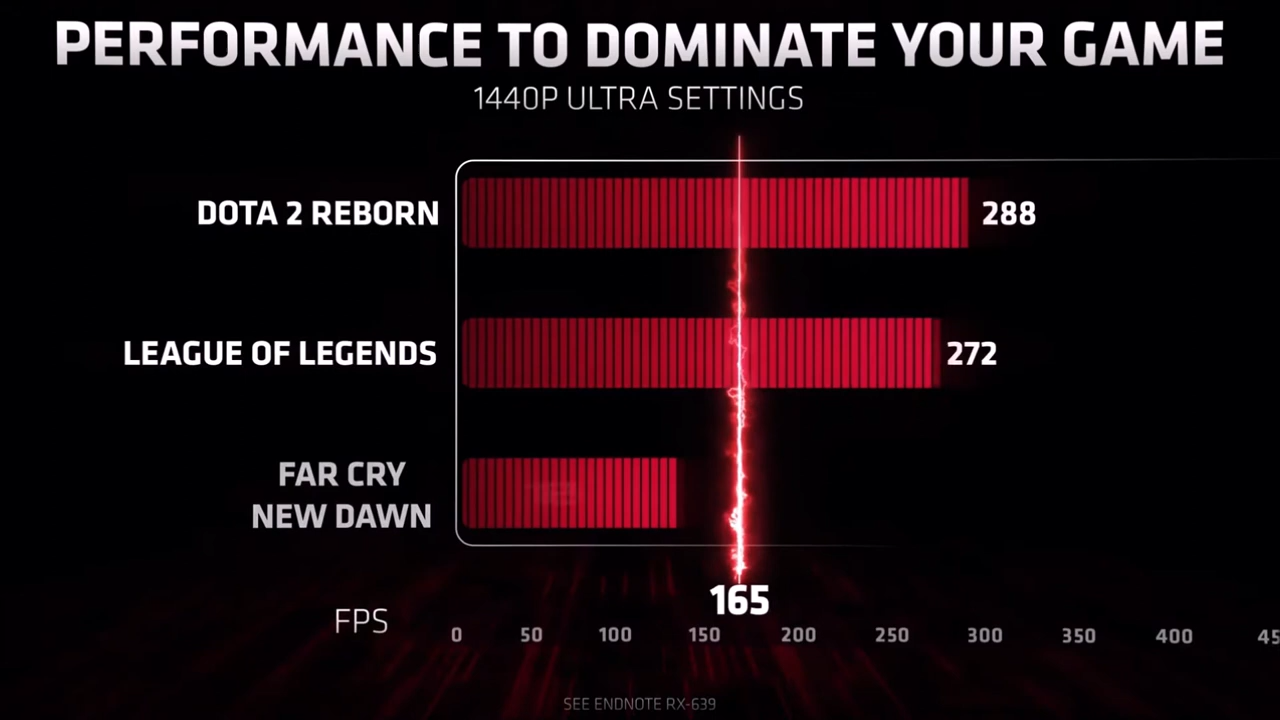 PERFORMANCE TO DOMINATE YOUR GAME
1440P ULTRA SETTINGS
DOTA 2 REBORN
288
LEAGUE OF LEGENDS
272
FAR CRY
NEW DAWN
165
FPS
0 50 100 150 200 250 300 350 400 45
SEE ENDNOTE RX-639